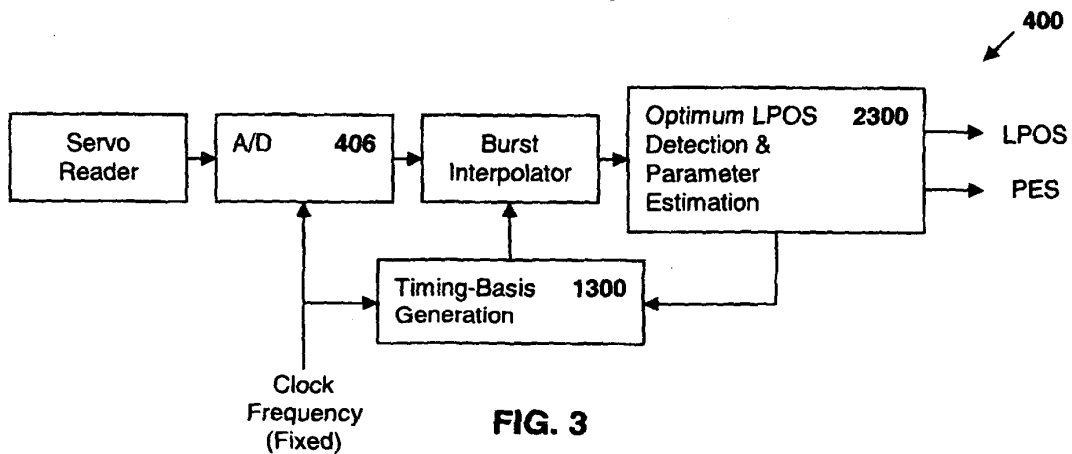 400
Servo
Reader
A/D 406
Burst
Interpolator
Optimum LPOS 2300
Detection &
Parameter
Estimation
LPOS
PES
Timing-Basis 1300
Generation
Clock
Frequency
(Fixed)
FIG. 3